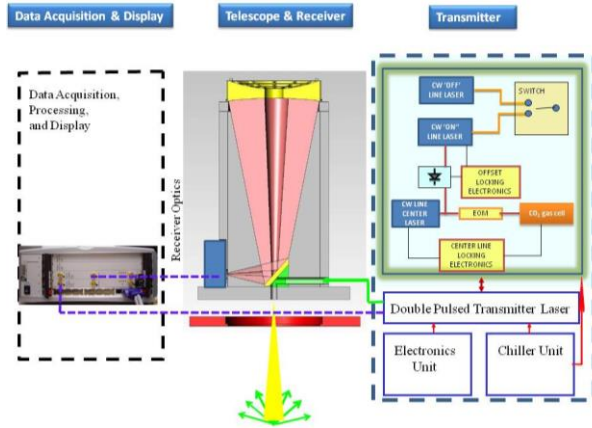 Data Acquisition & Display
Telescope & Receiver
Transmitter
Data Acquisition,
Processing,
and Display
Receiver Optics
CW "Off"
LINE LASER
SWITCH
CW "ON"
LINE LASER
OFFSET
LOCKING
ELECTRONICS
CW LINE
CENTER
LASER
EOM
CO₂ gas cell
CENTER LINE
LOCKING
ELECTRONICS
Double Pulsed Transmitter Laser
Electronics
Unit
Chiller Unit